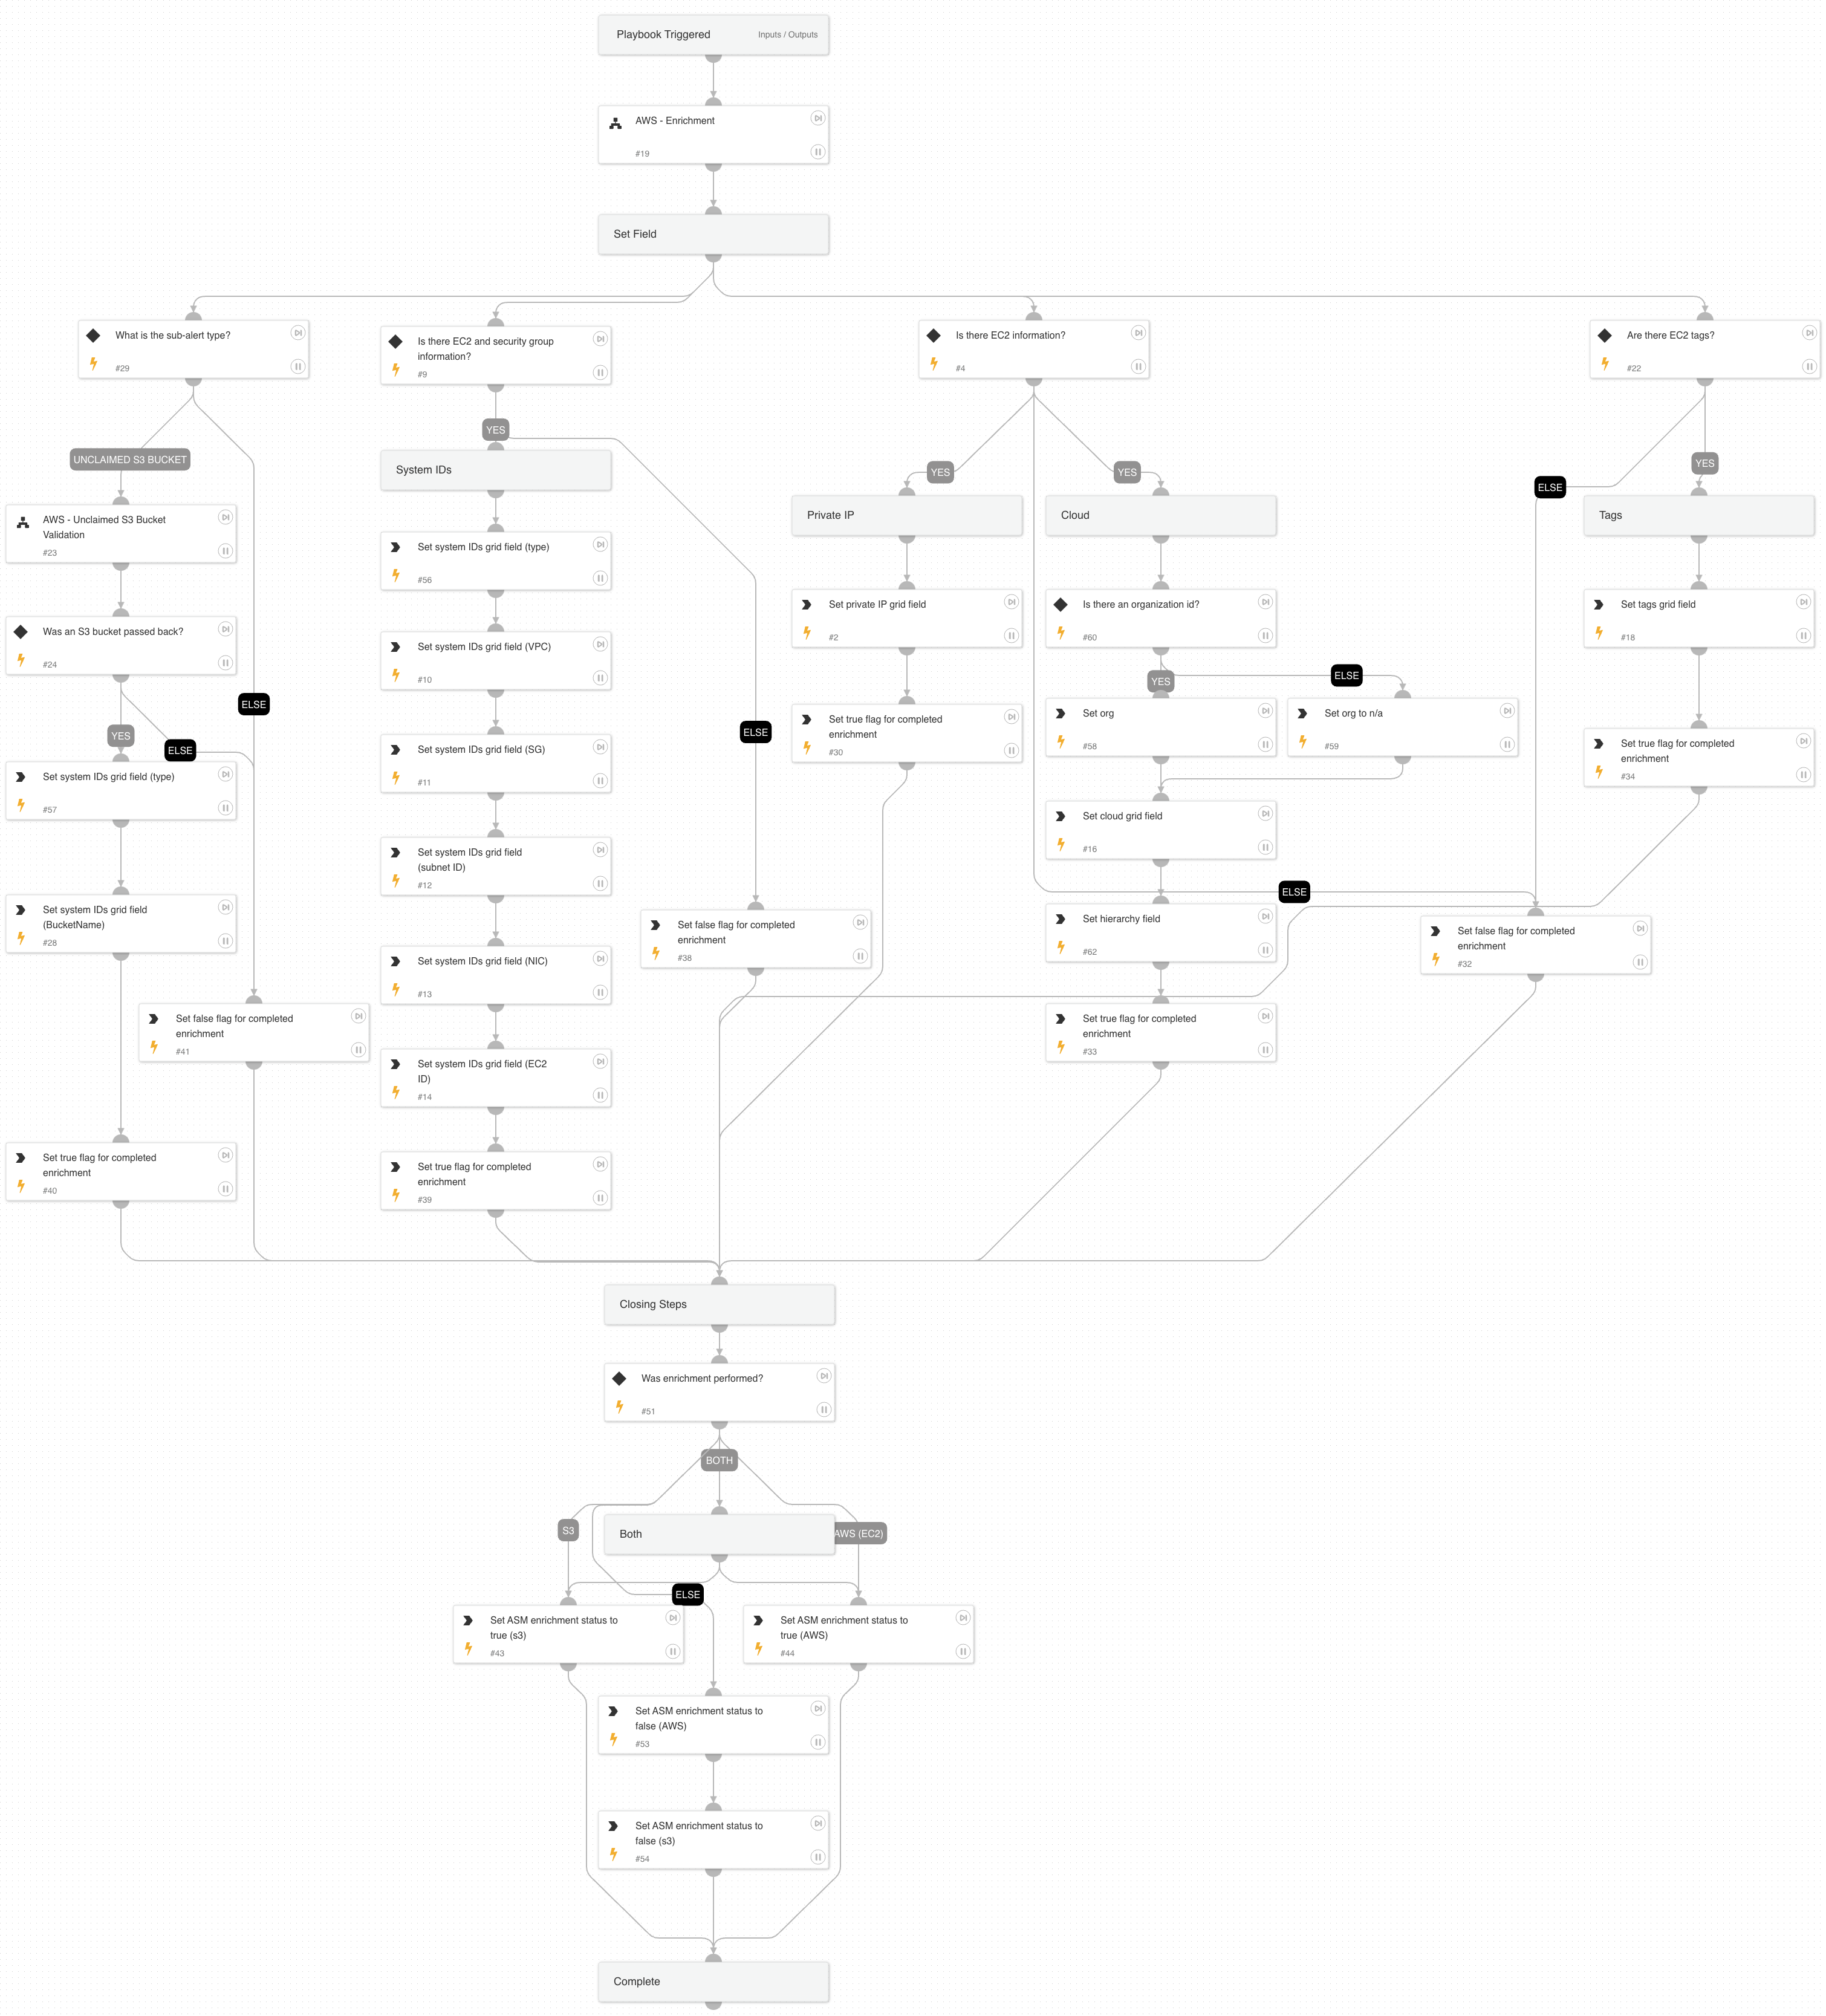 Playbook Triggered
Inputs / Outputs
AWS - Enrichment
#19
Set Field
What is the sub-alert type?
#29
Is there EC2 and security group
information?
#9
Is there EC2 information?
#4
Are there EC2 tags?
#22
UNCLAIMED S3 BUCKET
YES
YES
YES
YES
ELSE
System IDs
Private IP
Cloud
Tags
AWS - Unclaimed S3 Bucket
Validation
#23
Set system IDs grid field (type)
#56
Set private IP grid field
#2
Is there an organization id?
#60
Set tags grid field
#18
Was an S3 bucket passed back?
#24
Set system IDs grid field (VPC)
#10
YES
ELSE
ELSE
YES
ELSE
ELSE
Set org
#58
Set org to n/a
#59
Set true flag for completed
enrichment
#30
Set true flag for completed
enrichment
#34
Set system IDs grid field (type)
#57
Set system IDs grid field (SG)
#11
Set cloud grid field
#16
Set system IDs grid field
(subnet ID)
#12
ELSE
Set system IDs grid field
(BucketName)
#28
Set false flag for completed
enrichment
#38
Set hierarchy field
#62
Set false flag for completed
enrichment
#32
Set system IDs grid field (NIC)
#13
Set false flag for completed
enrichment
#41
Set true flag for completed
enrichment
#33
Set system IDs grid field (EC2
ID)
#14
Set true flag for completed
enrichment
#40
Set true flag for completed
enrichment
#39
Closing Steps
Was enrichment performed?
#51
BOTH
S3
Both
AWS (EC2)
ELSE
Set ASM enrichment status to
true (s3)
#43
Set ASM enrichment status to
true (AWS)
#44
Set ASM enrichment status to
false (AWS)
#53
Set ASM enrichment status to
false (s3)
#54
Complete